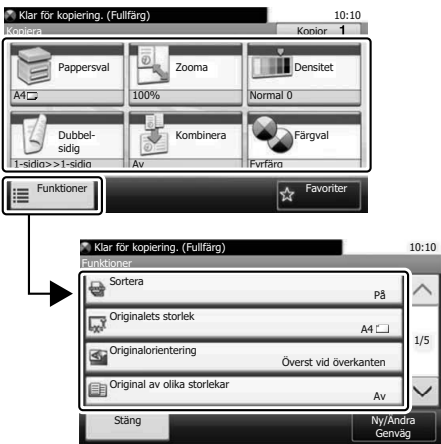 Klar för kopiering. (Fullfärg) 10:10
Kopiera Kopior 1
Pappersval Zooma Densitet
A4 100% Normal 0
Dubbel-
sidig
Kombinera Färgval
1-sidig>>1-sidig Av Fyrfärg
Funktioner Favoriter
Klar för kopiering. (Fullfärg) 10:10
Funktioner
Sortera
På
Originalets storlek
A4
1/5
Originalorientering
Överst vid överkanten
Original av olika storlekar
Av
Stäng Ny/Ändra
Genväg